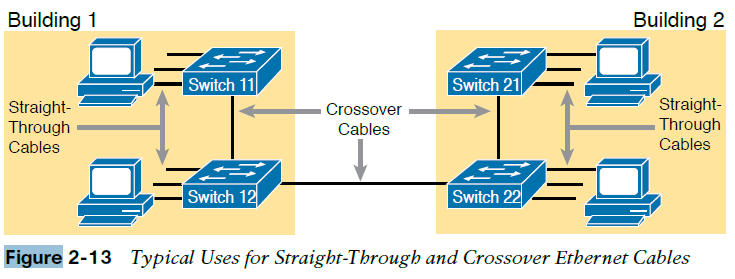 Building 1
Building 2
Switch 11
Switch 21
Straight-
Through
Cables
Crossover
Cables
Straight-
Through
Cables
Switch 12
Switch 22
Figure 2-13 Typical Uses for Straight-Through and Crossover Ethernet Cables